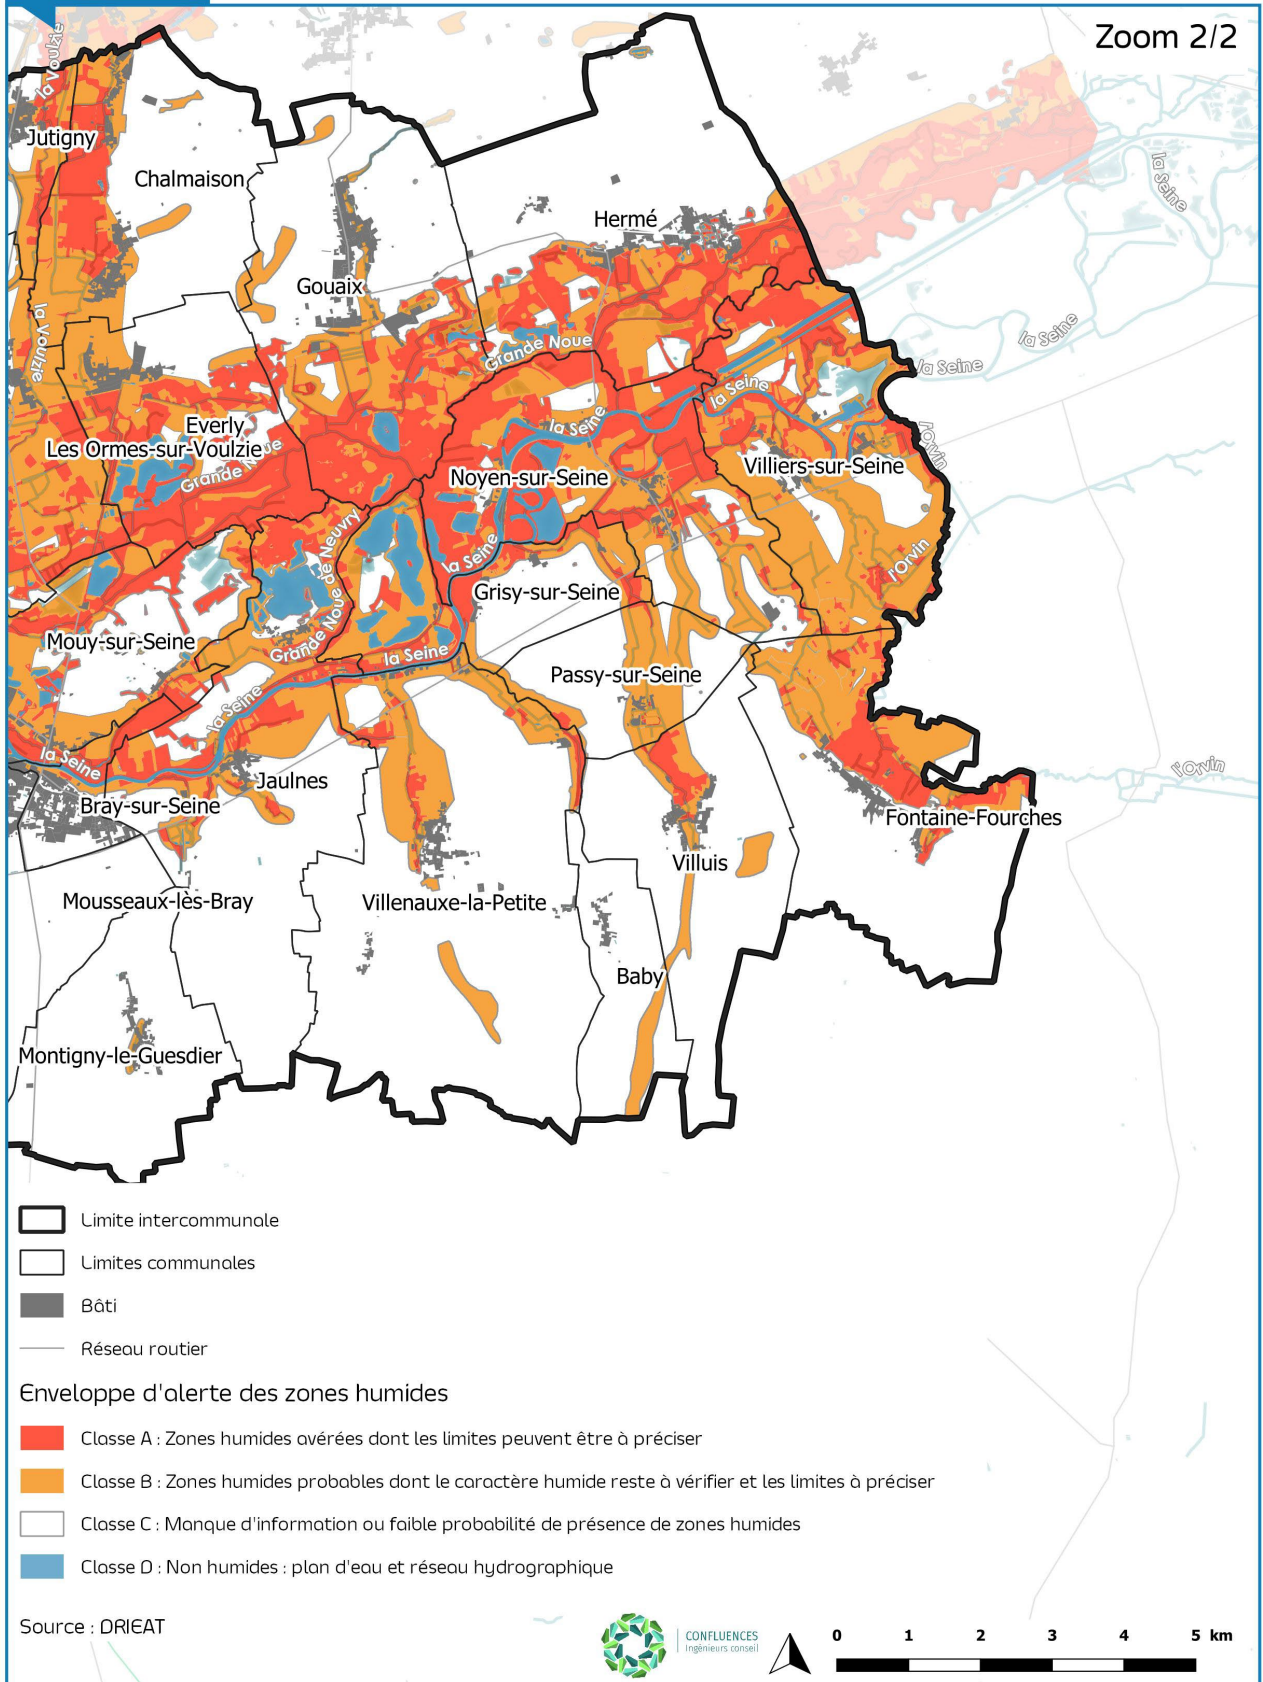 Zoom 2/2
la Voulzie
Jutigny
Chalmaison
Hermé
la Seine
Gouaix
la Voulzie
Grande Noue
la Seine
la Seine
la Seine
la Seine
Everly
Les Ormes-sur-Voulzie
Grande Noue
Noyen-sur-Seine
Villiers-sur-Seine
l'Orvin
la Seine
Grande Noue de Neuvry
Grisy-sur-Seine
l'Orvin
Mouy-sur-Seine
la Seine
Passy-sur-Seine
la Seine
la Seine
Jaulnes
l'Orvin
Bray-sur-Seine
Fontaine-Fourches
Villuis
Mousseaux-lès-Bray
Villenauxe-la-Petite
Baby
Montigny-le-Guesdier
Limite intercommunale
Limites communales
Bâti
Réseau routier
Enveloppe d'alerte des zones humides
Classe A : Zones humides avérées dont les limites peuvent être à préciser
Classe B : Zones humides probables dont le caractère humide reste à vérifier et les limites à préciser
Classe C : Manque d'information ou faible probabilité de présence de zones humides
Classe D : Non humides : plan d'eau et réseau hydrographique
Source : DRIEAT
CONFLUENCES
Ingénieurs conseil
0 1 2 3 4 5 km